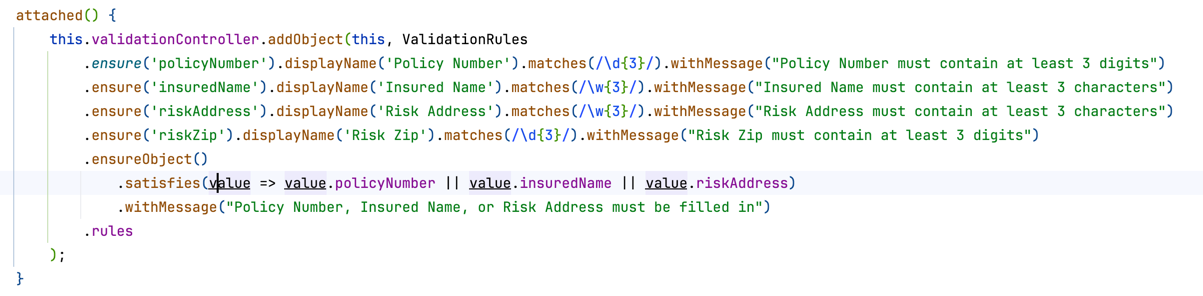 attached() {
    this.validationController.addObject(this, ValidationRules
        .ensure('policyNumber').displayName('Policy Number').matches(/\d{3}/).withMessage("Policy Number must contain at least 3 digits")
        .ensure('insuredName').displayName('Insured Name').matches(/\w{3}/).withMessage("Insured Name must contain at least 3 characters")
        .ensure('riskAddress').displayName('Risk Address').matches(/\w{3}/).withMessage("Risk Address must contain at least 3 characters")
        .ensure('riskZip').displayName('Risk Zip').matches(/\d{3}/).withMessage("Risk Zip must contain at least 3 digits")
        .ensureObject()
            .satisfies(value => value.policyNumber || value.insuredName || value.riskAddress)
            .withMessage("Policy Number, Insured Name, or Risk Address must be filled in")
        .rules
    );
}